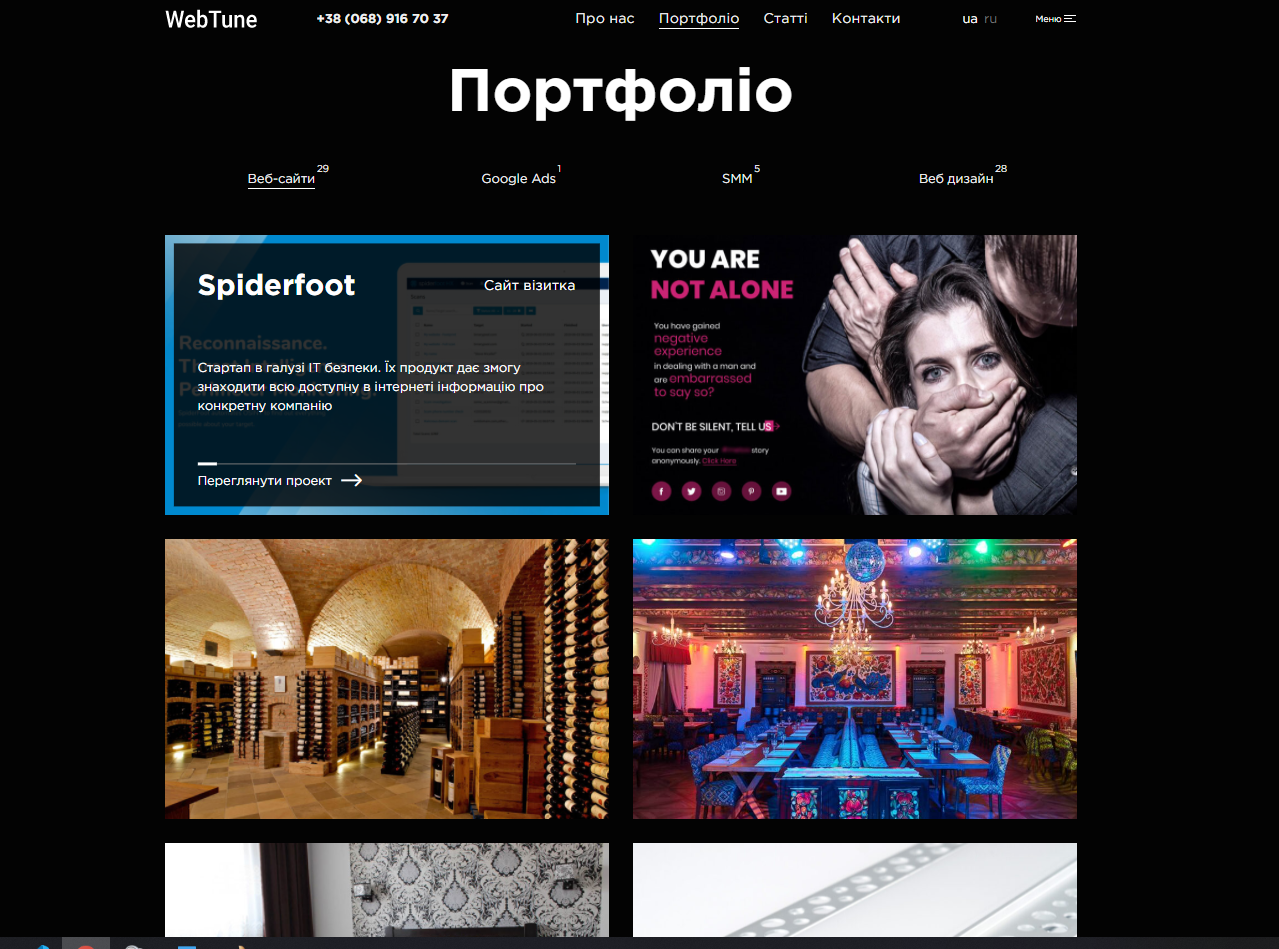 WebTune
+38 (068) 916 70 37
Про нас Портфоліо Статті Контакти
ua ru
Меню
Портфоліо
Веб-сайти 29
Google Ads 1
SMM 5
Веб дизайн 28
Spiderfoot
Сайт візитка
Reconnaissance.
Стартап в галузі IT безпеки. Їх продукт дає змогу
знаходити всю доступну в інтернеті інформацію про
конкретну компанію
Переглянути проект
YOU ARE
NOT ALONE
You have gained
negative
experience
in dealing with a man and
are embarrassed
to say so?
DON'T BE SILENT, TELL US
You can share your story
anonymously. Click Here